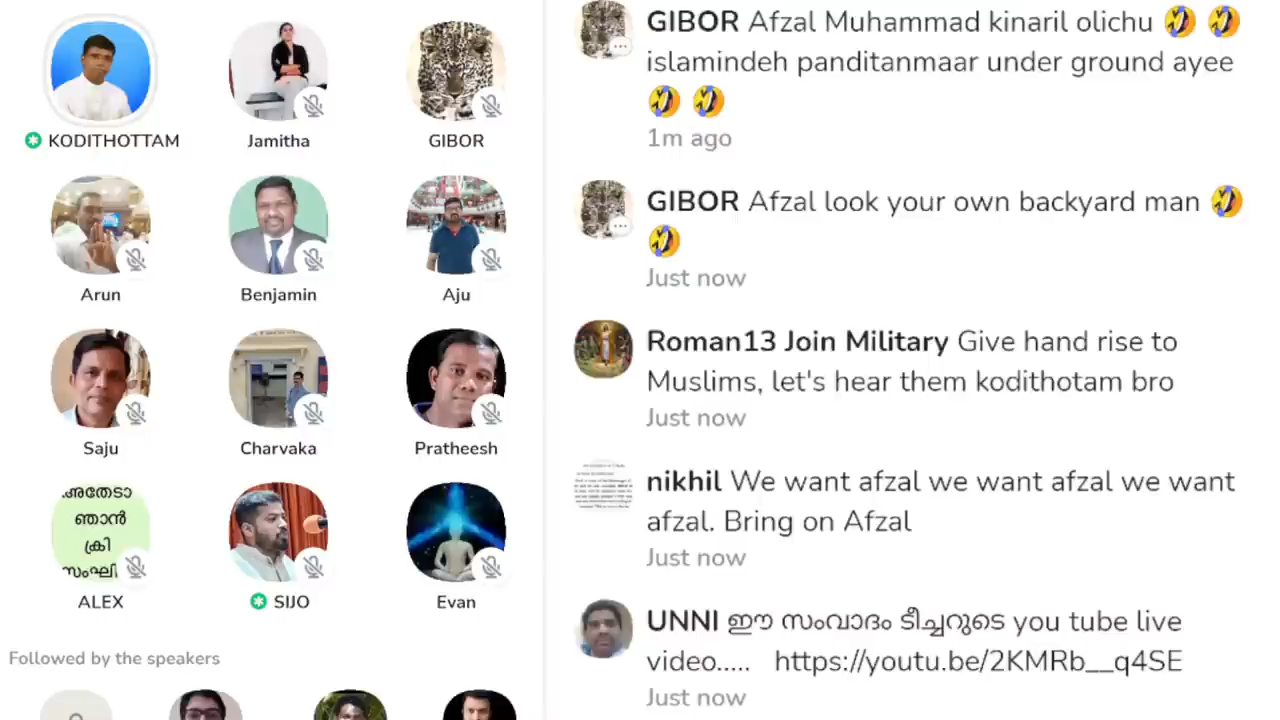 KODITHOTTAM
Jamitha
GIBOR
Arun
Benjamin
Aju
Saju
Charvaka
Pratheesh
അതേടാ
ഞാൻ
ക്രി
സംഘി
ALEX
SIJO
Evan
Followed by the speakers
GIBOR Afzal Muhammad kinaril olichu 🤣 🤣
islamindeh panditanmaar under ground ayee
🤣 🤣
1m ago
GIBOR Afzal look your own backyard man 🤣
🤣
Just now
Roman13 Join Military Give hand rise to
Muslims, let's hear them kodithotam bro
Just now
nikhil We want afzal we want afzal we want
afzal. Bring on Afzal
Just now
UNNI ഈ സംവാദം ടീച്ചറുടെ you tube live
video..... https://youtu.be/2KMRb__q4SE
Just now